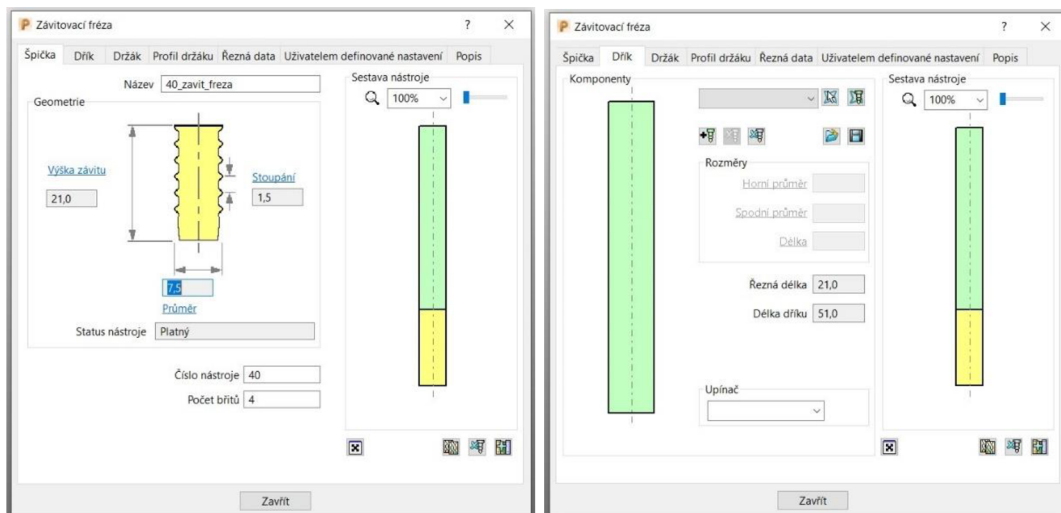 Závitovací fréza
Špička Dřík Držák Profil držáku Řezná data Uživatelem definované nastavení Popis
Název 40_zavit_freza
Geometrie
Výška závitu
21,0
Stoupání
1,5
7,5
Průměr
Status nástroje Platný
Číslo nástroje 40
Počet břitů 4
Sestava nástroje
100%
Zavřít
Závitovací fréza
Špička Dřík Držák Profil držáku Řezná data Uživatelem definované nastavení Popis
Komponenty
Rozměry
Horní průměr
Spodní průměr
Délka
Řezná délka 21,0
Délka dříku 51,0
Upínač
Sestava nástroje
100%
Zavřít